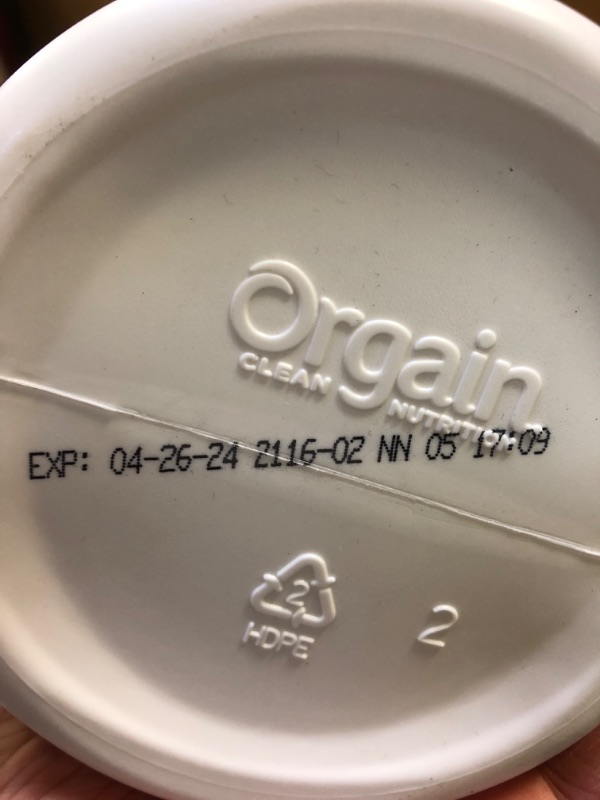 Orgain
CLEAN NUTRITION
EXP: 04-26-24 2116-02 NN 05 17:09
2
HDPE
2